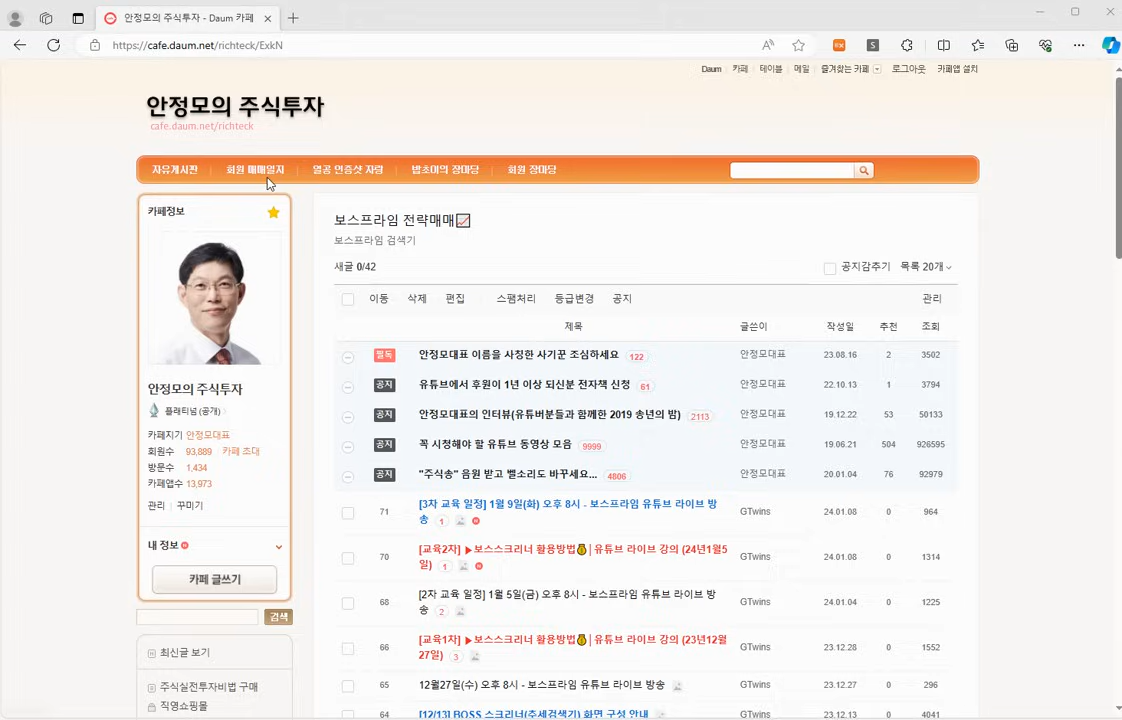 안정모의 주식투자 - Daum 카페
https://cafe.daum.net/richteck/ExkN
Daum 카페 테이블 메일 즐겨찾는 카페 로그아웃 카페앱 설치
안정모의 주식투자
cafe.daum.net/richteck
자유게시판 회원 매매일지 열공 인증샷 자랑 밥초미의 장마당 회원 장마당
카페정보
안정모의 주식투자
플래티넘 (공개)
카페지기 안정모대표
회원수 93,889 카페 초대
방문수 1,434
카페앱수 13,973
관리 꾸미기
내 정보
카페 글쓰기
검색
최신글 보기
주식실전투자비법 구매
직영쇼핑몰
보스프라임 전략매매
보스프라임 검색기
새글 0/42
공지감추기 목록 20개
이동 삭제 편집 스팸처리 등급변경 공지 관리
제목 글쓴이 작성일 추천 조회
필독 안정모대표 이름을 사칭한 사기꾼 조심하세요 122 안정모대표 23.08.16 2 3502
공지 유튜브에서 후원이 1년 이상 되신분 전자책 신청 61 안정모대표 22.10.13 1 3794
공지 안정모대표의 인터뷰(유튜버분들과 함께한 2019 송년의 밤) 2113 안정모대표 19.12.22 53 50133
공지 꼭 시청해야 할 유튜브 동영상 모음 9999 안정모대표 19.06.21 504 926595
공지 "주식송" 음원 받고 벨소리도 바꾸세요... 4806 안정모대표 20.01.04 76 92979
71 [3차 교육 일정] 1월 9일(화) 오후 8시 - 보스프라임 유튜브 라이브 방
송 1 GTwins 24.01.08 0 964
70 [교육2차] ▶보스스크리너 활용방법💰| 유튜브 라이브 강의 (24년1월5
일) 1 GTwins 24.01.08 0 1314
68 [2차 교육 일정] 1월 5일(금) 오후 8시 - 보스프라임 유튜브 라이브 방
송 2 GTwins 24.01.04 0 1225
66 [교육1차] ▶보스스크리너 활용방법💰| 유튜브 라이브 강의 (23년12월
27일) 3 GTwins 23.12.28 0 1552
65 12월27일(수) 오후 8시 - 보스프라임 유튜브 라이브 방송 GTwins 23.12.27 0 296
64 [12/13] BOSS 스크리너(추세검색기) 화면 구성 안내 GTwins 23.12.13 0 4041